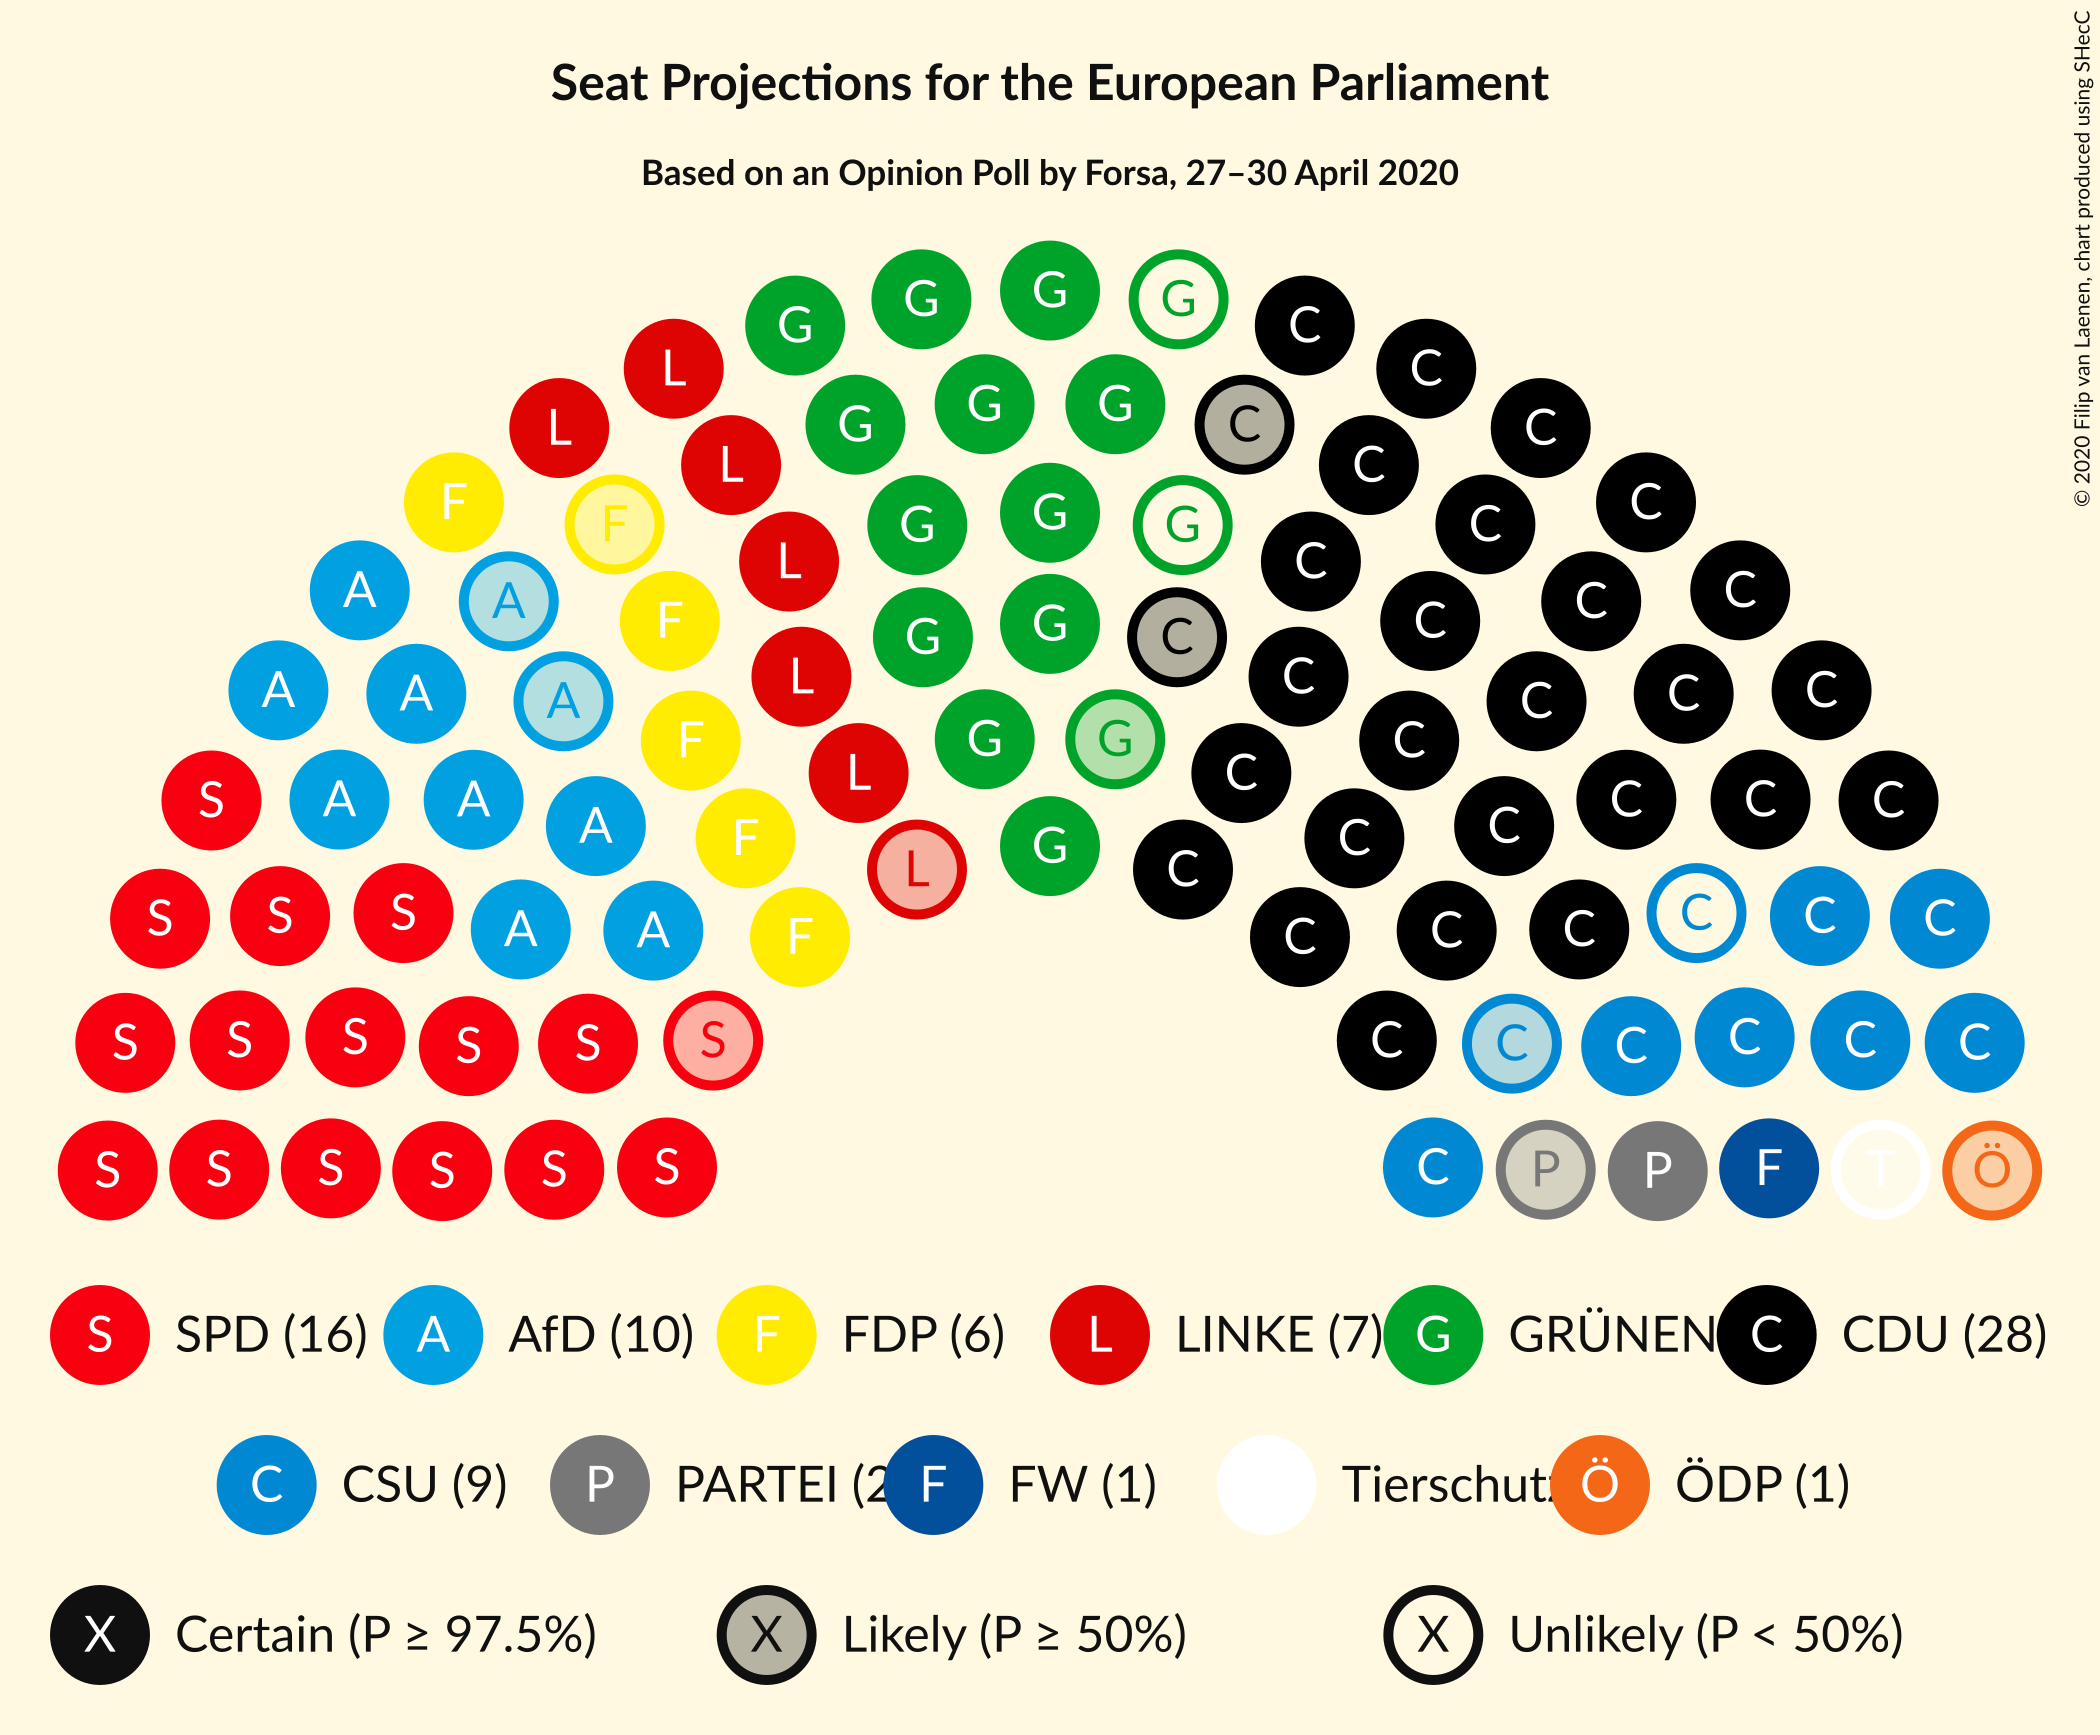 Seat Projections for the European Parliament
Based on an Opinion Poll by Forsa, 27–30 April 2020
© 2020 Filip van Laenen, chart produced using SHecC
G G G G
G G C C
L L G G G G C C C
L C
F F L G G G C C C
A A L C C C
A A F L G G C C C C
A A F L G G C C C C
S A A A F L G C C C C C C
S S S A A F L G C C C C C C C
S S S S S S C C C C C C
S S S S S S C P P F T Ö
S SPD (16) A AfD (10) F FDP (6) L LINKE (7) G GRÜNEN C CDU (28)
C CSU (9) P PARTEI (2 F FW (1) Tierschutz Ö ÖDP (1)
X Certain (P ≥ 97.5%) X Likely (P ≥ 50%) X Unlikely (P < 50%)